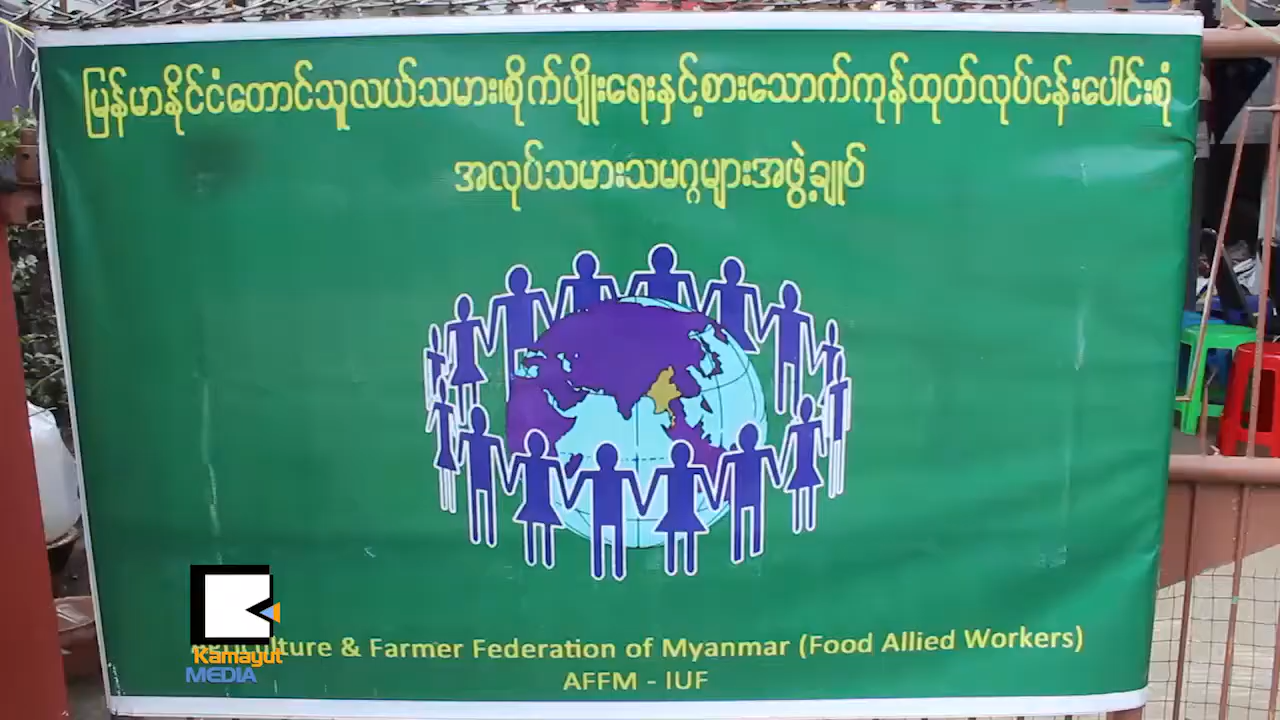 မြန်မာနိုင်ငံတောင်သူလယ်သမား၊စိုက်ပျိုးရေးနှင့်စားသောက်ကုန်ထုတ်လုပ်ငန်းပေါင်းစုံ
အလုပ်သမားသမဂ္ဂများအဖွဲ့ချုပ်
Agriculture & Farmer Federation of Myanmar (Food Allied Workers)
AFFM - IUF
Kamayut
MEDIA